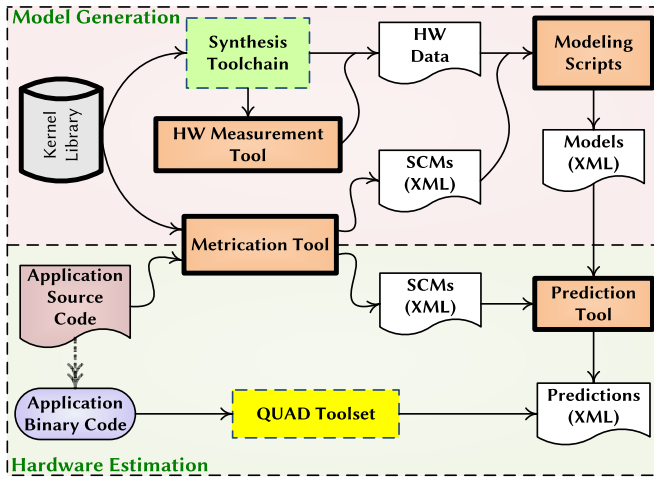 Model Generation
Synthesis
Toolchain
HW
Data
Modeling
Scripts
Kernel
Library
HW Measurement
Tool
SCMs
(XML)
Models
(XML)
Metrication Tool
Application
Source
Code
SCMs
(XML)
Prediction
Tool
Application
Binary Code
QUAD Toolset
Predictions
(XML)
Hardware Estimation